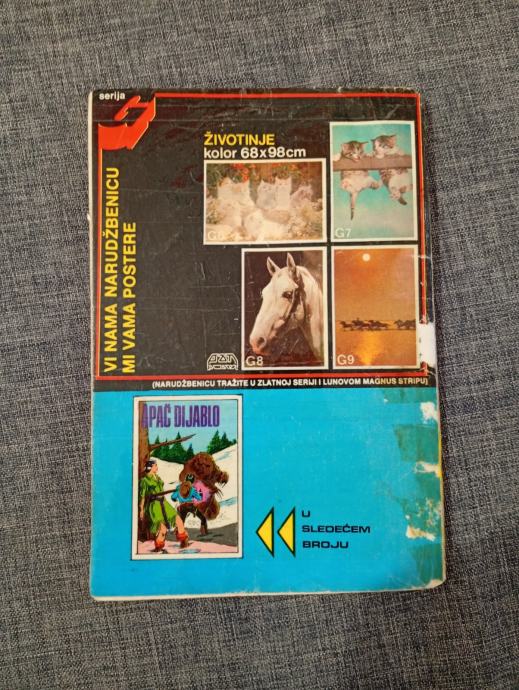 serija
G
ŽIVOTINJE
kolor 68x98cm
VI NAMA NARUDŽBENICU
MI VAMA POSTERE
G6
G7
G8
G9
(NARUDŽBENICU TRAŽITE U ZLATNOJ SERIJI I LUNOVOM MAGNUS STRIPU)
APAČ DIJABLO
U
SLEDEĆEM
BROJU